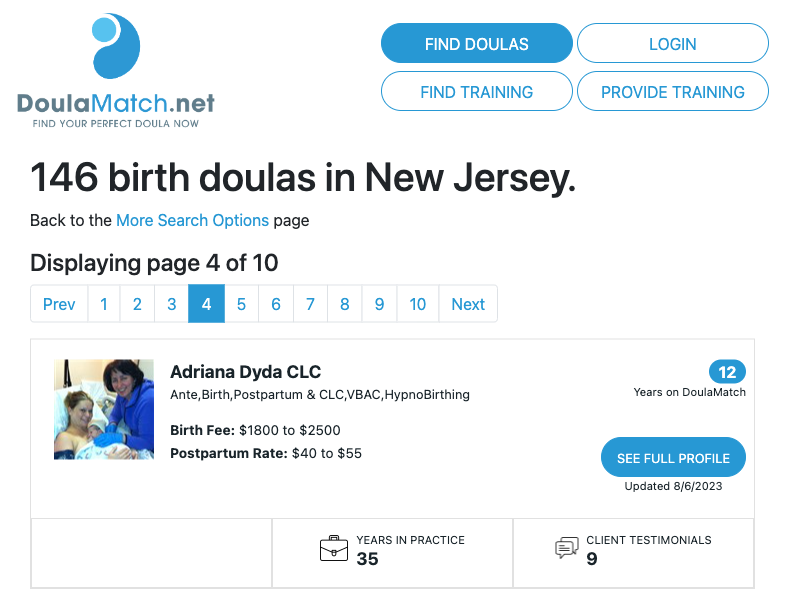 FIND DOULAS
LOGIN
DoulaMatch.net
FIND YOUR PERFECT DOULA NOW
FIND TRAINING
PROVIDE TRAINING
146 birth doulas in New Jersey.
Back to the More Search Options page
Displaying page 4 of 10
Prev 1 2 3 4 5 6 7 8 9 10 Next
Adriana Dyda CLC
Ante,Birth,Postpartum & CLC,VBAC,HypnoBirthing
Birth Fee: $1800 to $2500
Postpartum Rate: $40 to $55
12
Years on DoulaMatch
SEE FULL PROFILE
Updated 8/6/2023
YEARS IN PRACTICE
35
CLIENT TESTIMONIALS
9